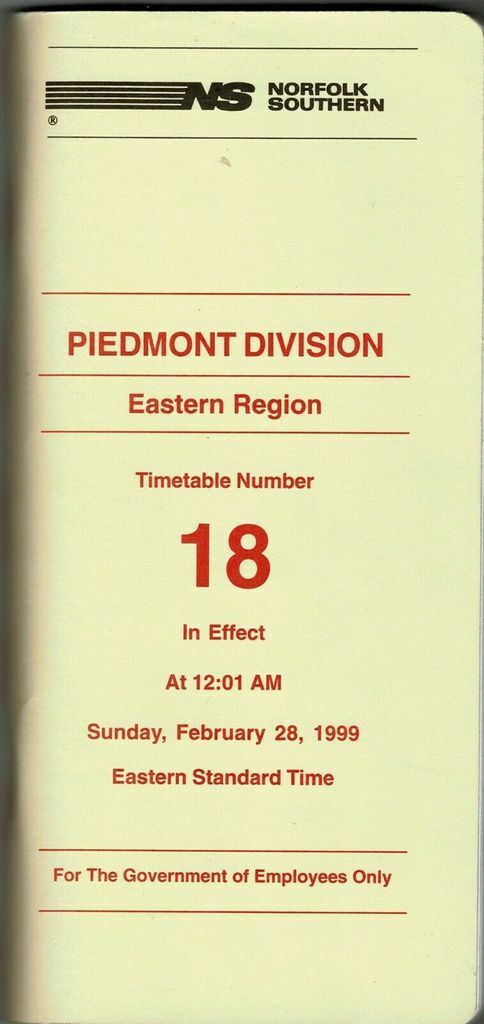 NS NORFOLK
SOUTHERN
®
PIEDMONT DIVISION
Eastern Region
Timetable Number
18
In Effect
At 12:01 AM
Sunday, February 28, 1999
Eastern Standard Time
For The Government of Employees Only